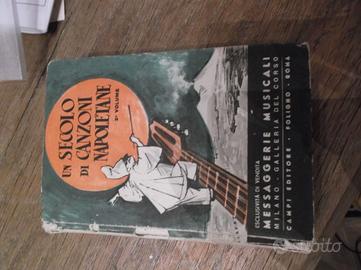 UN SECOLO
DI CANZONI
NAPOLETANE
2° VOLUME
ESCLUSIVITÀ DI VENDITA
MESSAGGERIE MUSICALI
MILANO - GALLERIA DEL CORSO
CAMPI EDITORE - FOLIGNO - ROMA
subito